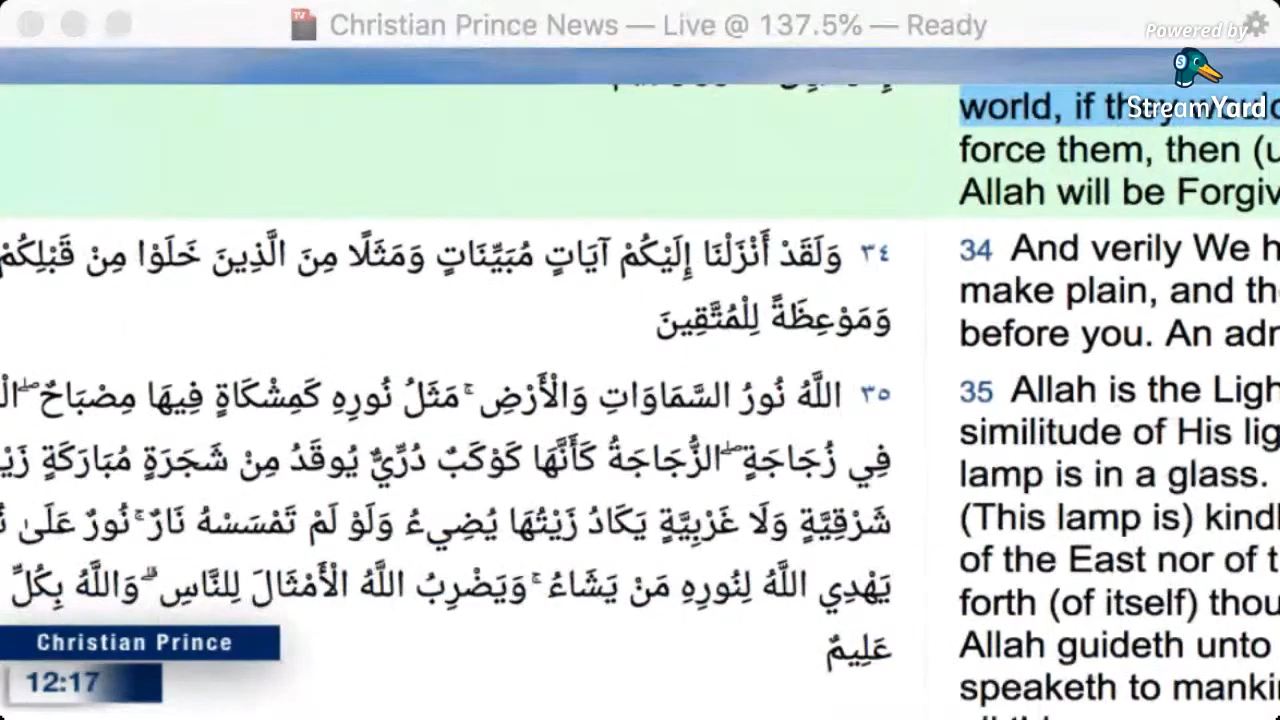 Christian Prince News — Live @ 137.5% — Ready
Powered by
StreamYard
world, if they would
force them, then (u
Allah will be Forgiv
٣٤ وَلَقَدْ أَنْزَلْنَا إِلَيْكُمْ آيَاتٍ مُبَيِّنَاتٍ وَمَثَلًا مِنَ الَّذِينَ خَلَوْا مِنْ قَبْلِكُمْ
وَمَوْعِظَةً لِلْمُتَّقِينَ
34 And verily We h
make plain, and th
before you. An adr
٣٥ اللَّهُ نُورُ السَّمَاوَاتِ وَالْأَرْضِ ۚ مَثَلُ نُورِهِ كَمِشْكَاةٍ فِيهَا مِصْبَاحٌ ۖ
فِي زُجَاجَةٍ ۖ الزُّجَاجَةُ كَأَنَّهَا كَوْكَبٌ دُرِّيٌّ يُوقَدُ مِنْ شَجَرَةٍ مُبَارَكَةٍ
شَرْقِيَّةٍ وَلَا غَرْبِيَّةٍ يَكَادُ زَيْتُهَا يُضِيءُ وَلَوْ لَمْ تَمْسَسْهُ نَارٌ ۚ نُورٌ عَلَىٰ
يَهْدِي اللَّهُ لِنُورِهِ مَنْ يَشَاءُ ۚ وَيَضْرِبُ اللَّهُ الْأَمْثَالَ لِلنَّاسِ ۗ وَاللَّهُ بِكُلِّ
عَلِيمٌ
35 Allah is the Ligh
similitude of His lig
lamp is in a glass.
(This lamp is) kindl
of the East nor of t
forth (of itself) thou
Allah guideth unto
speaketh to mankin
Christian Prince
12:17